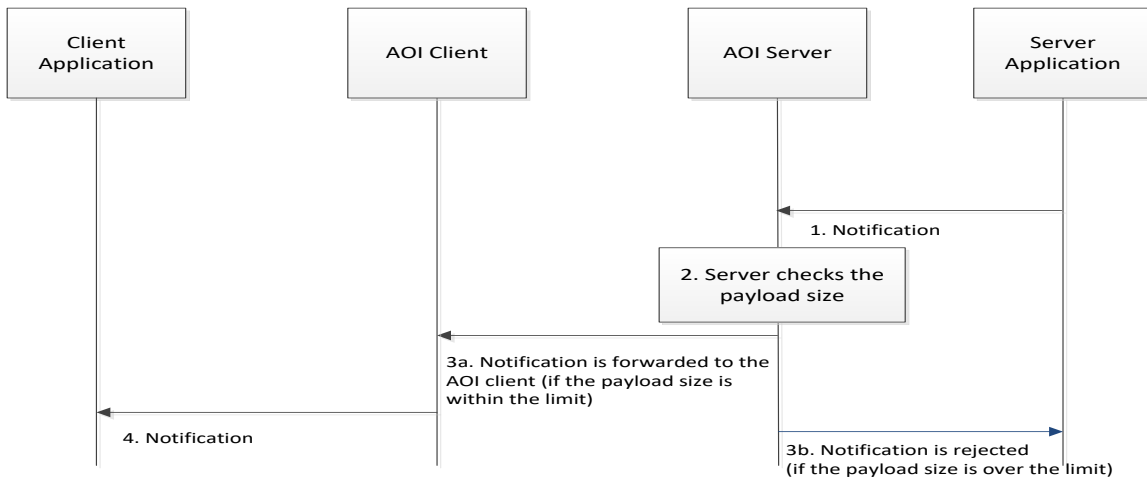 Client
Application
AOI Client
AOI Server
Server
Application
1. Notification
2. Server checks the
payload size
3a. Notification is forwarded to the
AOI client (if the payload size is
within the limit)
4. Notification
3b. Notification is rejected
(if the payload size is over the limit)